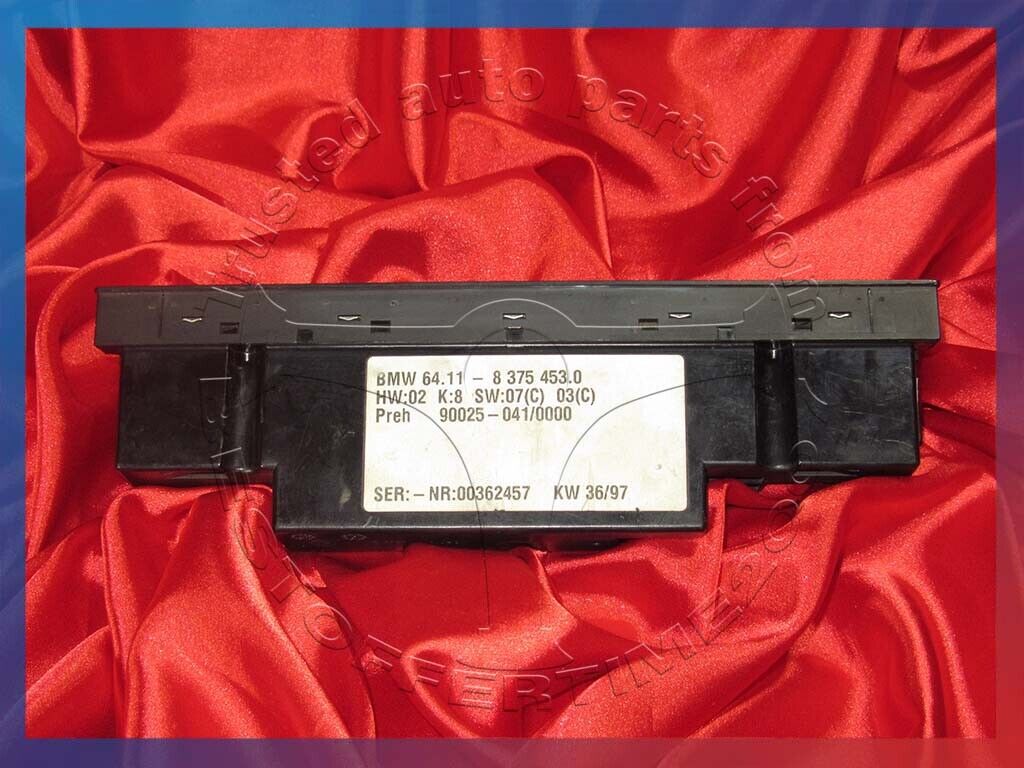 Trusted auto parts from
BMW 64.11 – 8 375 453.0
HW:02 K:8 SW:07(C) 03(C)
Preh 90025-041/0000
SER:-NR:00362457 KW 36/97
BESTOFFERTIME2012